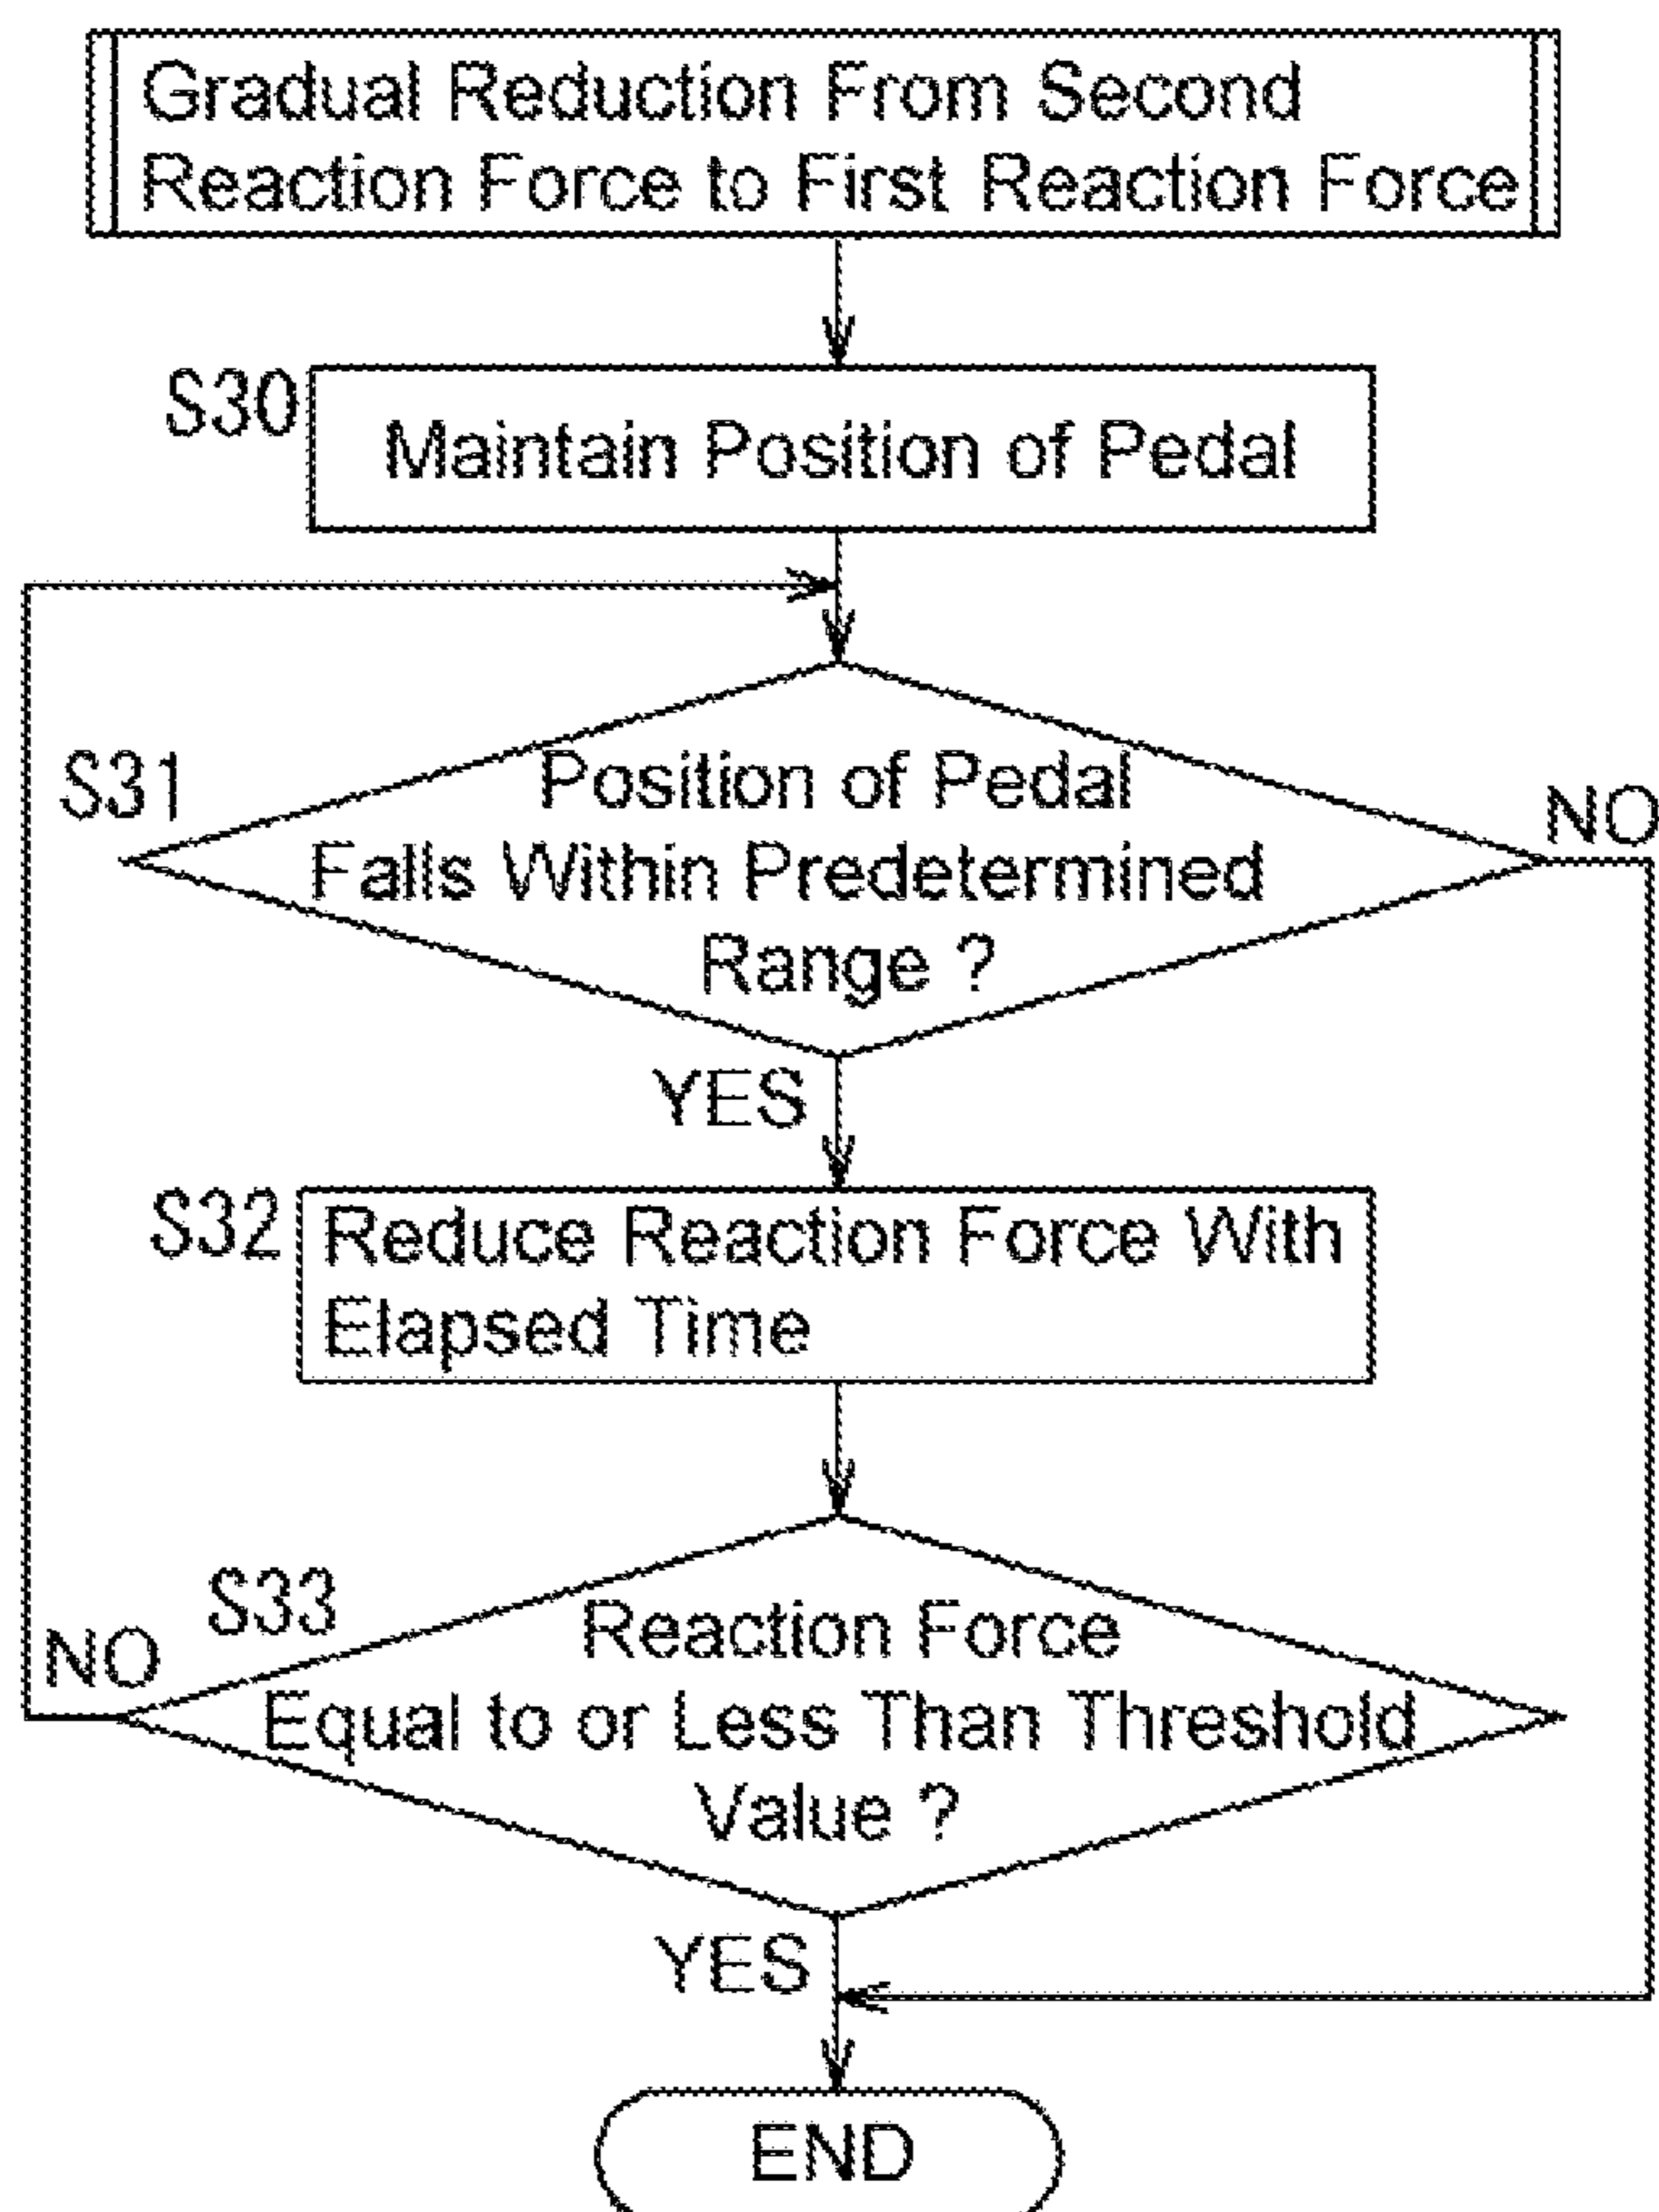 Gradual Reduction From Second
Reaction Force to First Reaction Force
S30
Maintain Position of Pedal
S31
Position of Pedal
Falls Within Predetermined
Range ?
NO
YES
S32
Reduce Reaction Force With
Elapsed Time
S33
Reaction Force
Equal to or Less Than Threshold
Value ?
NO
YES
END